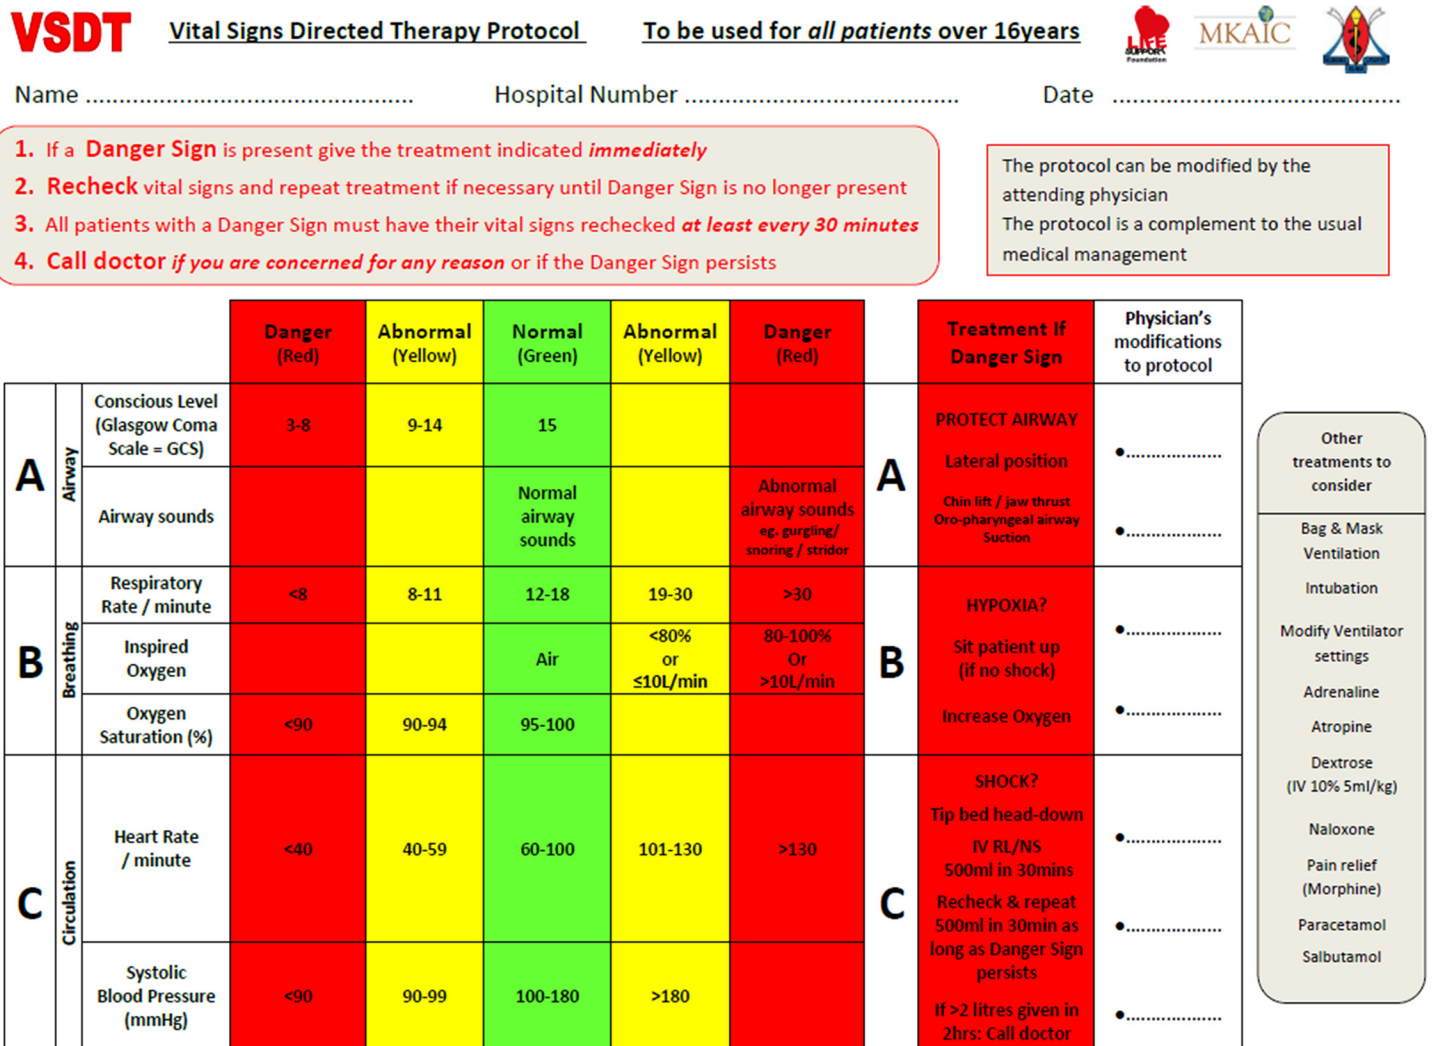 VSDT
Vital Signs Directed Therapy Protocol
To be used for all patients over 16years
LIFE
SUPPORT
Foundation
MKAIC
Name ................................................
Hospital Number .........................................
Date ...........................................
1. If a Danger Sign is present give the treatment indicated immediately
2. Recheck vital signs and repeat treatment if necessary until Danger Sign is no longer present
3. All patients with a Danger Sign must have their vital signs rechecked at least every 30 minutes
4. Call doctor if you are concerned for any reason or if the Danger Sign persists
The protocol can be modified by the
attending physician
The protocol is a complement to the usual
medical management
Danger
(Red)
Abnormal
(Yellow)
Normal
(Green)
Abnormal
(Yellow)
Danger
(Red)
Treatment If
Danger Sign
Physician's
modifications
to protocol
A
Airway
Conscious Level
(Glasgow Coma
Scale = GCS)
3-8
9-14
15
Airway sounds
Normal
airway
sounds
Abnormal
airway sounds
eg. gurgling/
snoring / stridor
A
PROTECT AIRWAY
Lateral position
Chin lift / jaw thrust
Oro-pharyngeal airway
Suction
•...................
•...................
B
Breathing
Respiratory
Rate / minute
<8
8-11
12-18
19-30
>30
Inspired
Oxygen
Air
<80%
or
≤10L/min
80-100%
Or
>10L/min
Oxygen
Saturation (%)
<90
90-94
95-100
B
HYPOXIA?
Sit patient up
(if no shock)
Increase Oxygen
•...................
•...................
C
Circulation
Heart Rate
/ minute
<40
40-59
60-100
101-130
>130
Systolic
Blood Pressure
(mmHg)
<90
90-99
100-180
>180
C
SHOCK?
Tip bed head-down
IV RL/NS
500ml in 30mins
Recheck & repeat
500ml in 30min as
long as Danger Sign
persists
If >2 litres given in
2hrs: Call doctor
•...................
•...................
•...................
Other
treatments to
consider
Bag & Mask
Ventilation
Intubation
Modify Ventilator
settings
Adrenaline
Atropine
Dextrose
(IV 10% 5ml/kg)
Naloxone
Pain relief
(Morphine)
Paracetamol
Salbutamol